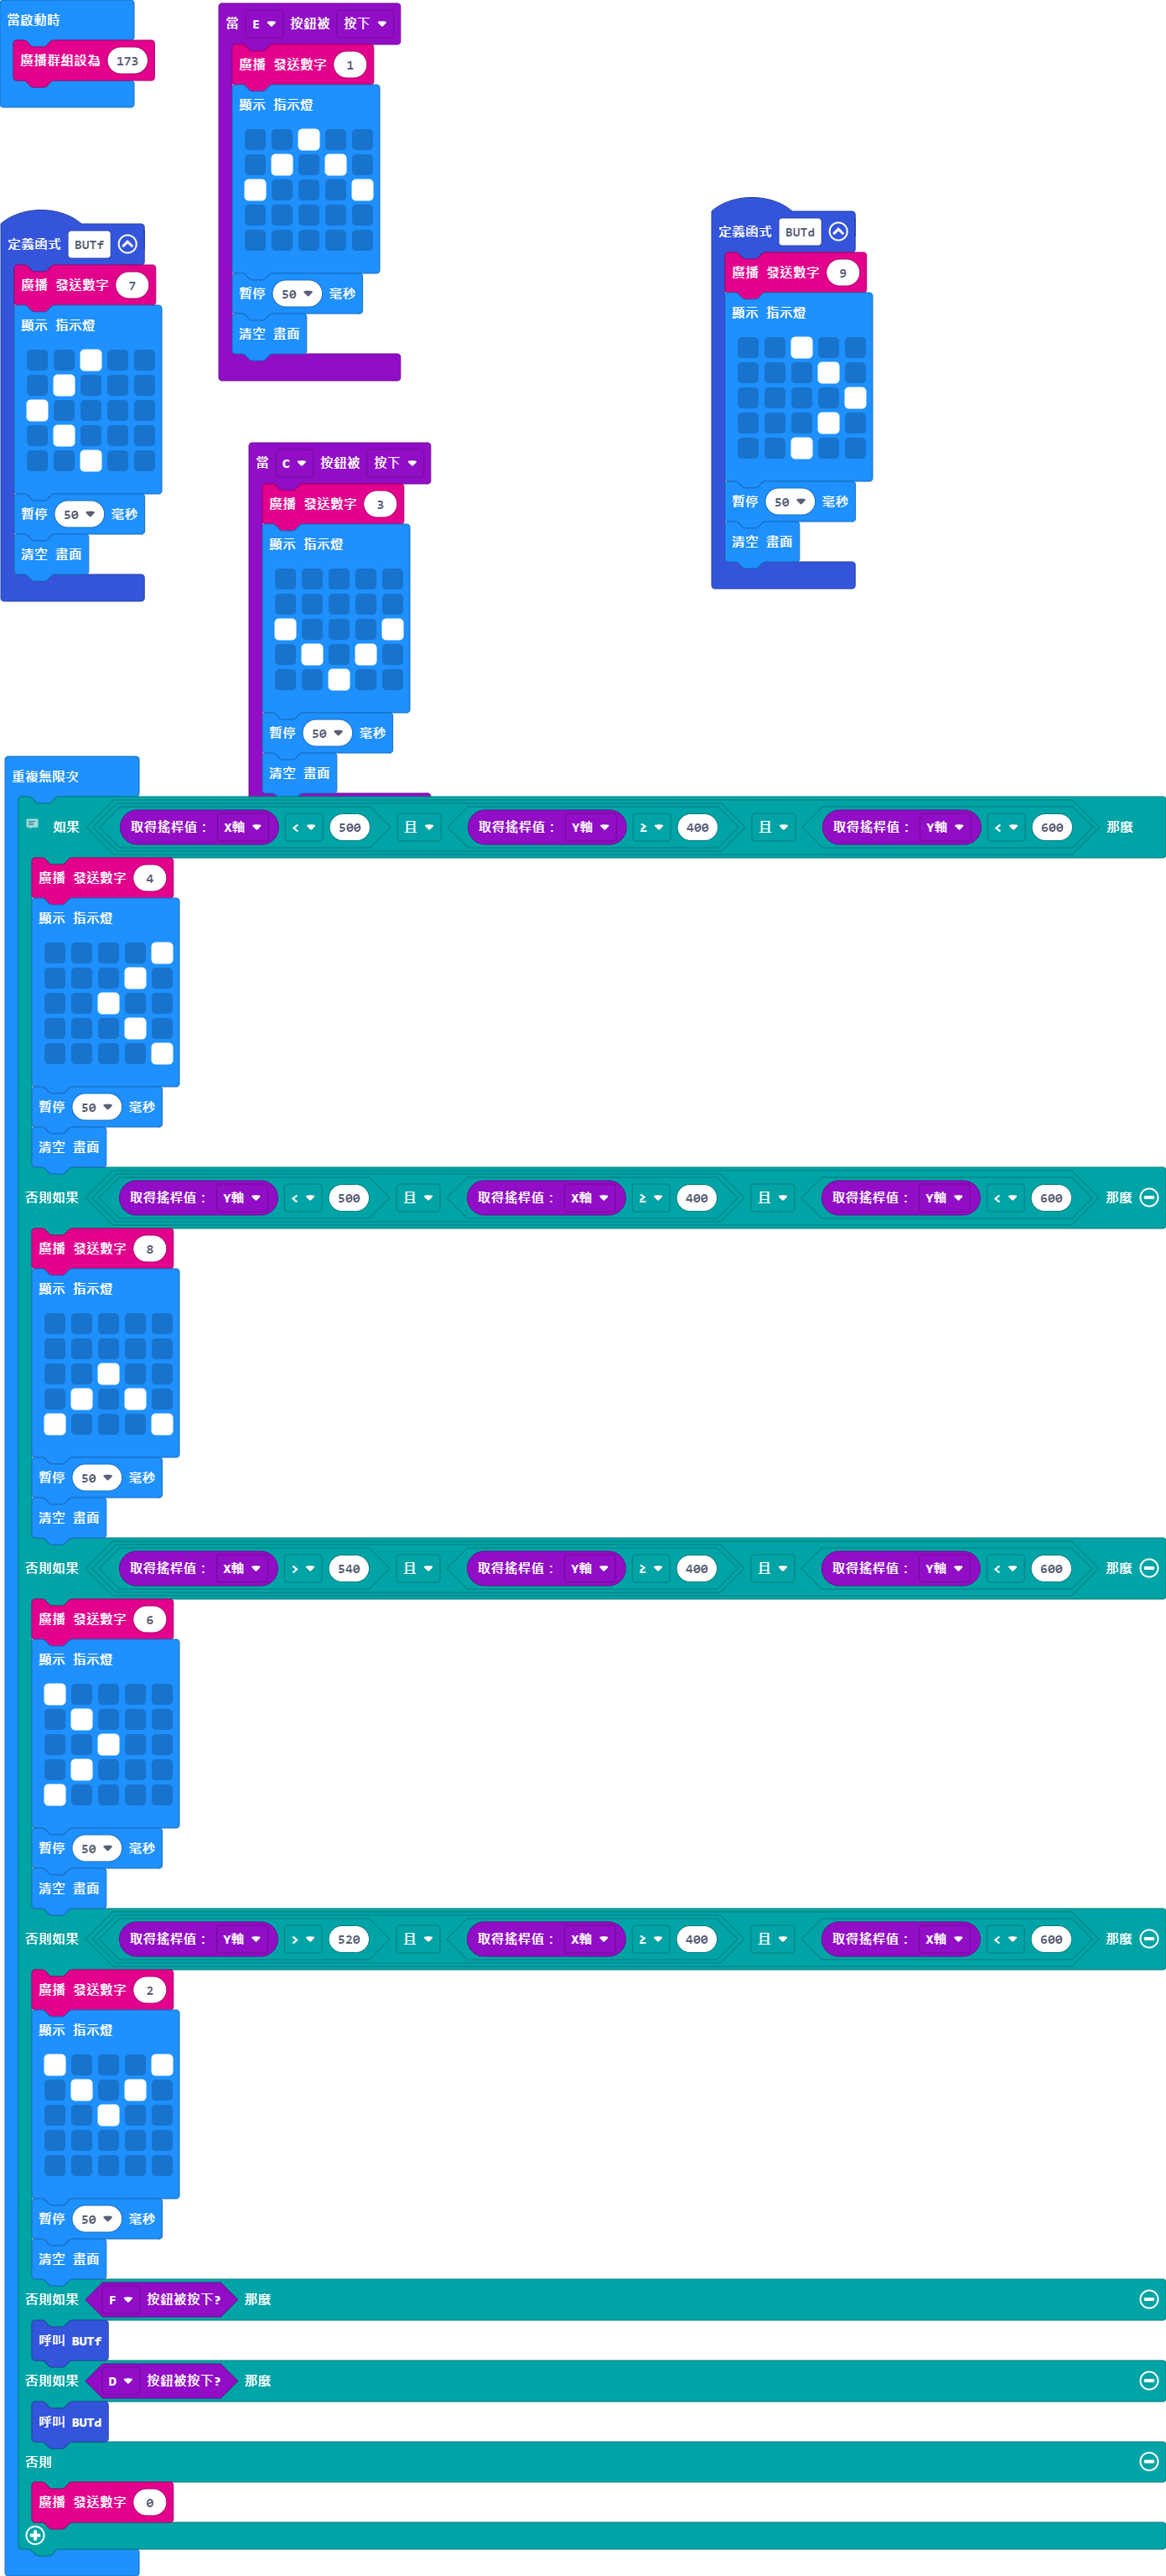 當啟動時
廣播群組設為 173
當 E 按鈕被 按下
廣播 發送數字 1
顯示 指示燈
暫停 50 毫秒
清空 畫面
定義函式 BUTf
廣播 發送數字 7
顯示 指示燈
暫停 50 毫秒
清空 畫面
定義函式 BUTd
廣播 發送數字 9
顯示 指示燈
暫停 50 毫秒
清空 畫面
當 C 按鈕被 按下
廣播 發送數字 3
顯示 指示燈
暫停 50 毫秒
清空 畫面
重複無限次
如果 取得搖桿值： X軸 < 500 且 取得搖桿值： Y軸 ≥ 400 且 取得搖桿值： Y軸 < 600 那麼
廣播 發送數字 4
顯示 指示燈
暫停 50 毫秒
清空 畫面
否則如果 取得搖桿值： Y軸 < 500 且 取得搖桿值： X軸 ≥ 400 且 取得搖桿值： Y軸 < 600 那麼
廣播 發送數字 8
顯示 指示燈
暫停 50 毫秒
清空 畫面
否則如果 取得搖桿值： X軸 > 540 且 取得搖桿值： Y軸 ≥ 400 且 取得搖桿值： Y軸 < 600 那麼
廣播 發送數字 6
顯示 指示燈
暫停 50 毫秒
清空 畫面
否則如果 取得搖桿值： Y軸 > 520 且 取得搖桿值： X軸 ≥ 400 且 取得搖桿值： X軸 < 600 那麼
廣播 發送數字 2
顯示 指示燈
暫停 50 毫秒
清空 畫面
否則如果 F 按鈕被按下? 那麼
呼叫 BUTf
否則如果 D 按鈕被按下? 那麼
呼叫 BUTd
否則
廣播 發送數字 0